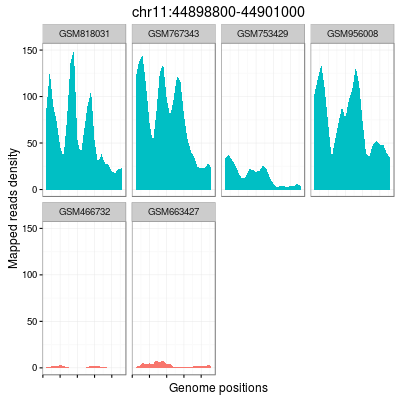 chr11:44898800-44901000
GSM818031 GSM767343 GSM753429 GSM956008
150
100
50
0
GSM466732 GSM663427
150
100
50
0
Mapped reads density
Genome positions